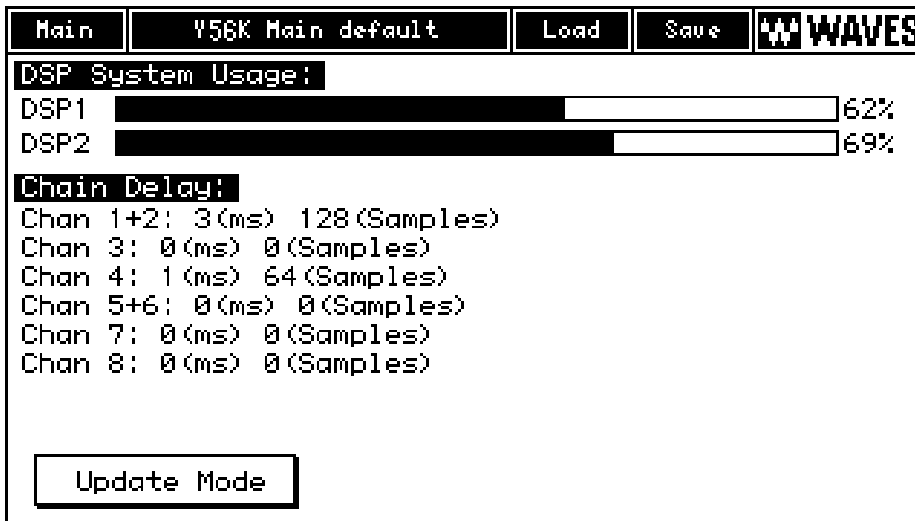 Main Y56K Main default Load Save WAVES
DSP System Usage:
DSP1 62%
DSP2 69%
Chain Delay:
Chan 1+2: 3(ms) 128(Samples)
Chan 3: 0(ms) 0(Samples)
Chan 4: 1(ms) 64(Samples)
Chan 5+6: 0(ms) 0(Samples)
Chan 7: 0(ms) 0(Samples)
Chan 8: 0(ms) 0(Samples)
Update Mode